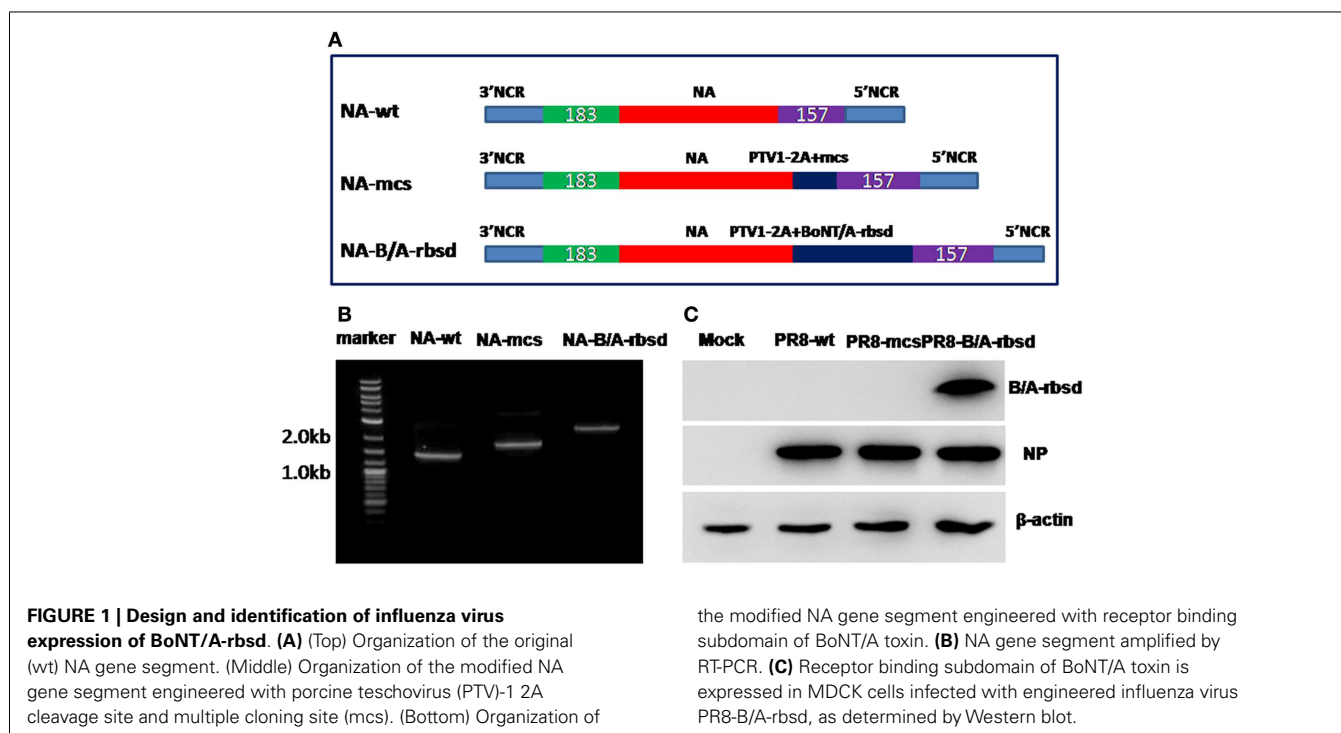 A
3'NCR NA 5'NCR
NA-wt 183 157
3'NCR NA PTV1-2A+mcs 5'NCR
NA-mcs 183 157
3'NCR NA PTV1-2A+BoNT/A-rbsd 5'NCR
NA-B/A-rbsd 183 157
B
marker NA-wt NA-mcs NA-B/A-rbsd
2.0kb
1.0kb
C
Mock PR8-wt PR8-mcsPR8-B/A-rbsd
B/A-rbsd
NP
β-actin
FIGURE 1 | Design and identification of influenza virus
expression of BoNT/A-rbsd. (A) (Top) Organization of the original
(wt) NA gene segment. (Middle) Organization of the modified NA
gene segment engineered with porcine teschovirus (PTV)-1 2A
cleavage site and multiple cloning site (mcs). (Bottom) Organization of
the modified NA gene segment engineered with receptor binding
subdomain of BoNT/A toxin. (B) NA gene segment amplified by
RT-PCR. (C) Receptor binding subdomain of BoNT/A toxin is
expressed in MDCK cells infected with engineered influenza virus
PR8-B/A-rbsd, as determined by Western blot.